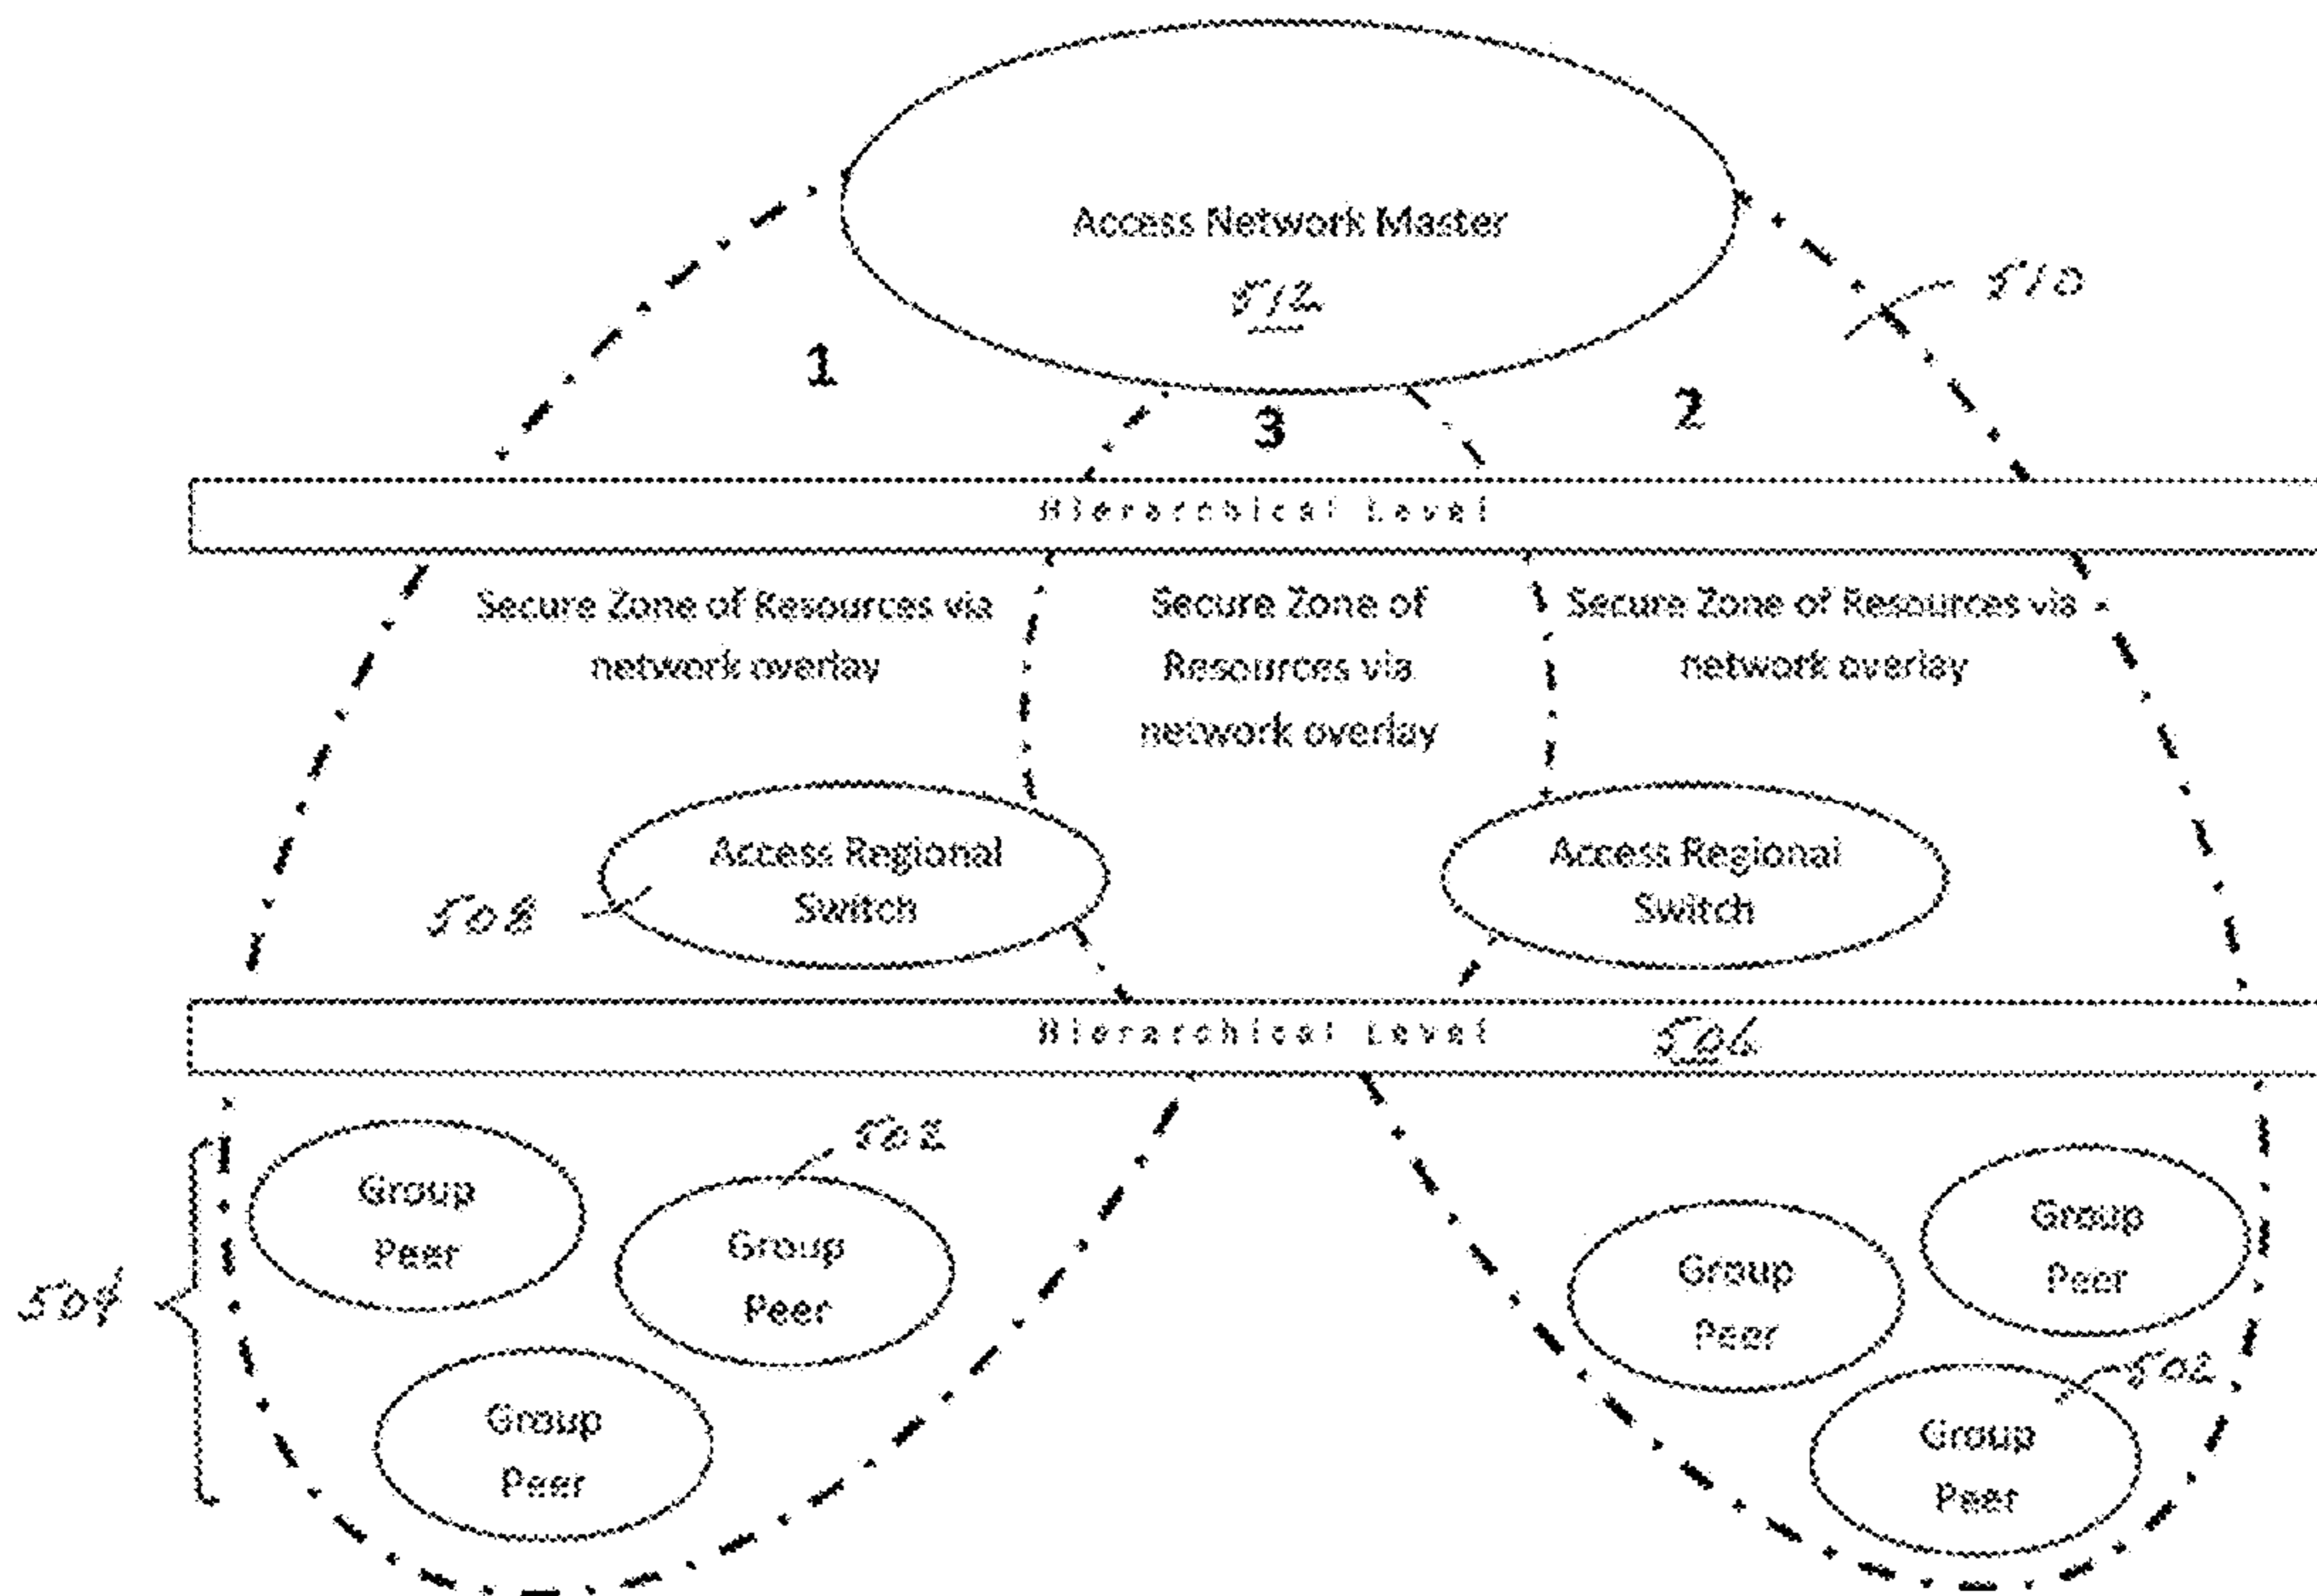 Access Network Master
512
510
1
2
3
Hierarchical Level
Secure Zone of Resources via
network overlay
Secure Zone of
Resources via
network overlay
Secure Zone of Resources via
network overlay
Access Regional
Switch
508
Access Regional
Switch
Hierarchical Level 506
504
Group
Peer
502
Group
Peer
Group
Peer
Group
Peer
Group
Peer
502
Group
Peer